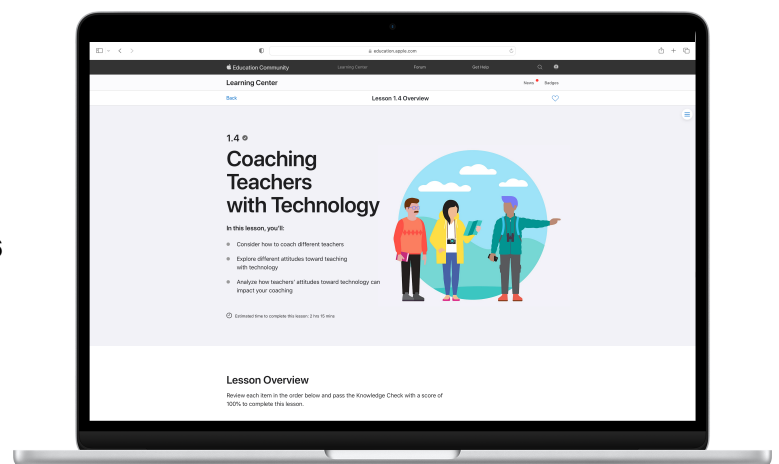 education.apple.com
Education Community Learning Center Forum Get Help
Learning Center News Badges
Back Lesson 1.4 Overview
1.4
Coaching
Teachers
with Technology
In this lesson, you'll:
Consider how to coach different teachers
Explore different attitudes toward teaching
with technology
Analyze how teachers' attitudes toward technology can
impact your coaching
Estimated time to complete this lesson: 2 hrs 15 mins
Lesson Overview
Review each item in the order below and pass the Knowledge Check with a score of
100% to complete this lesson.